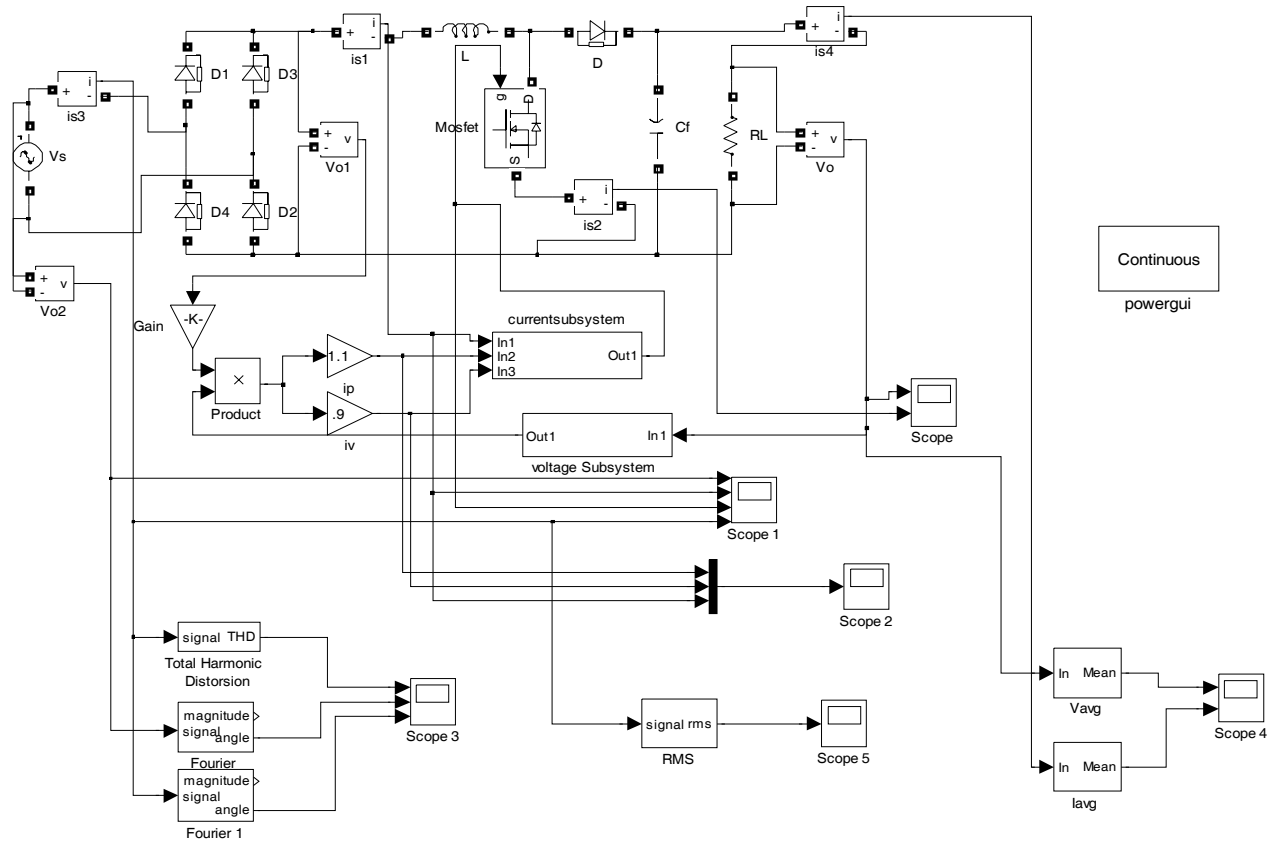 i
+
-
is1
i
+
-
is4
L
D
D1
D3
i
+
-
is3
g
D
Mosfet
S
Cf
RL
+
-
v
Vo1
+
-
v
Vo
Vs
D4
D2
i
+
-
is2
+
-
v
Vo2
Continuous
powergui
-K-
Gain
currentsubsystem
In1
In2
In3
Out1
×
Product
1.1
ip
.9
iv
Out1
In1
voltage Subsystem
Scope
Scope 1
Scope 2
signal THD
Total Harmonic
Distorsion
magnitude
signal
angle
Fourier
magnitude
signal
angle
Fourier 1
Scope 3
signal rms
RMS
Scope 5
In Mean
Vavg
In Mean
Iavg
Scope 4